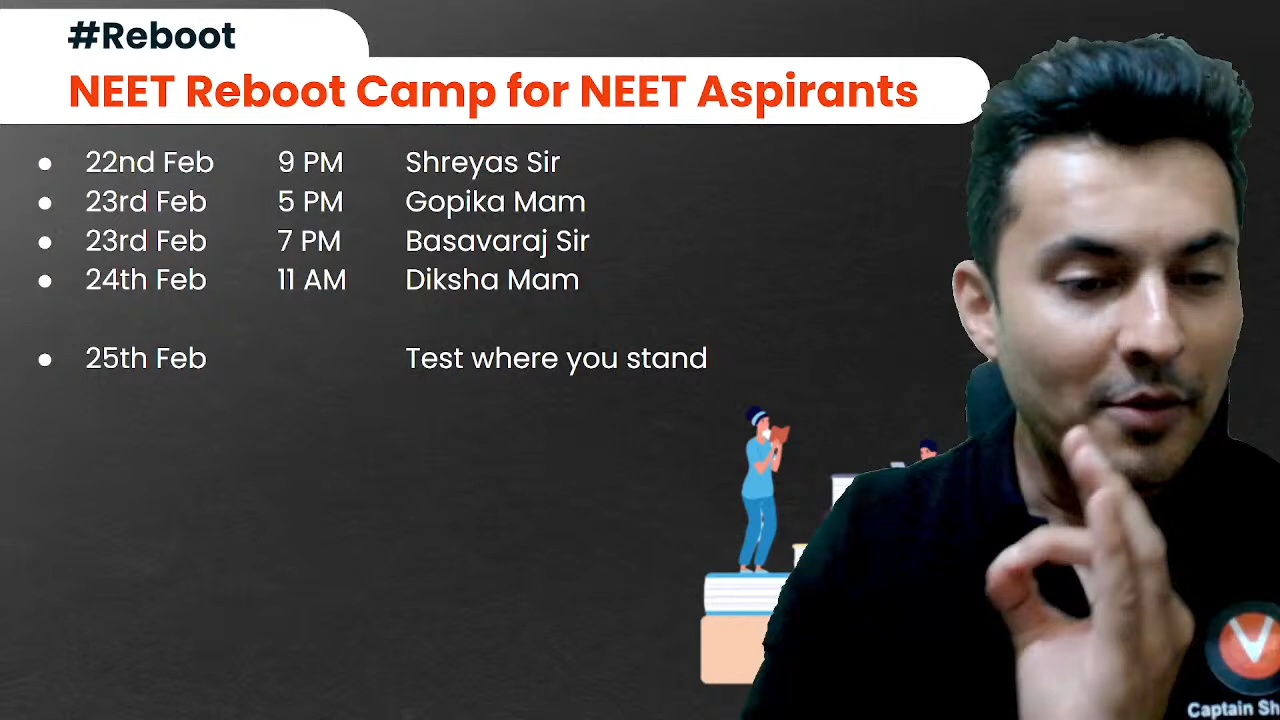 #Reboot
NEET Reboot Camp for NEET Aspirants
• 22nd Feb 9 PM Shreyas Sir
• 23rd Feb 5 PM Gopika Mam
• 23rd Feb 7 PM Basavaraj Sir
• 24th Feb 11 AM Diksha Mam
• 25th Feb Test where you stand
V
Captain Sh